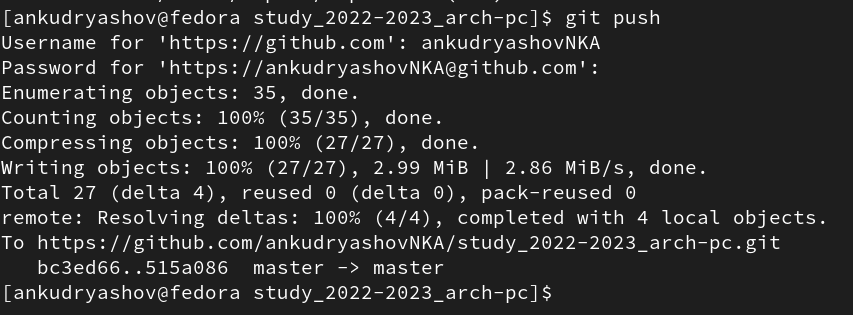 [ankudryashov@fedora study_2022-2023_arch-pc]$ git push
Username for 'https://github.com': ankudryashovNKA
Password for 'https://ankudryashovNKA@github.com':
Enumerating objects: 35, done.
Counting objects: 100% (35/35), done.
Compressing objects: 100% (27/27), done.
Writing objects: 100% (27/27), 2.99 MiB | 2.86 MiB/s, done.
Total 27 (delta 4), reused 0 (delta 0), pack-reused 0
remote: Resolving deltas: 100% (4/4), completed with 4 local objects.
To https://github.com/ankudryashovNKA/study_2022-2023_arch-pc.git
   bc3ed66..515a086  master -> master
[ankudryashov@fedora study_2022-2023_arch-pc]$